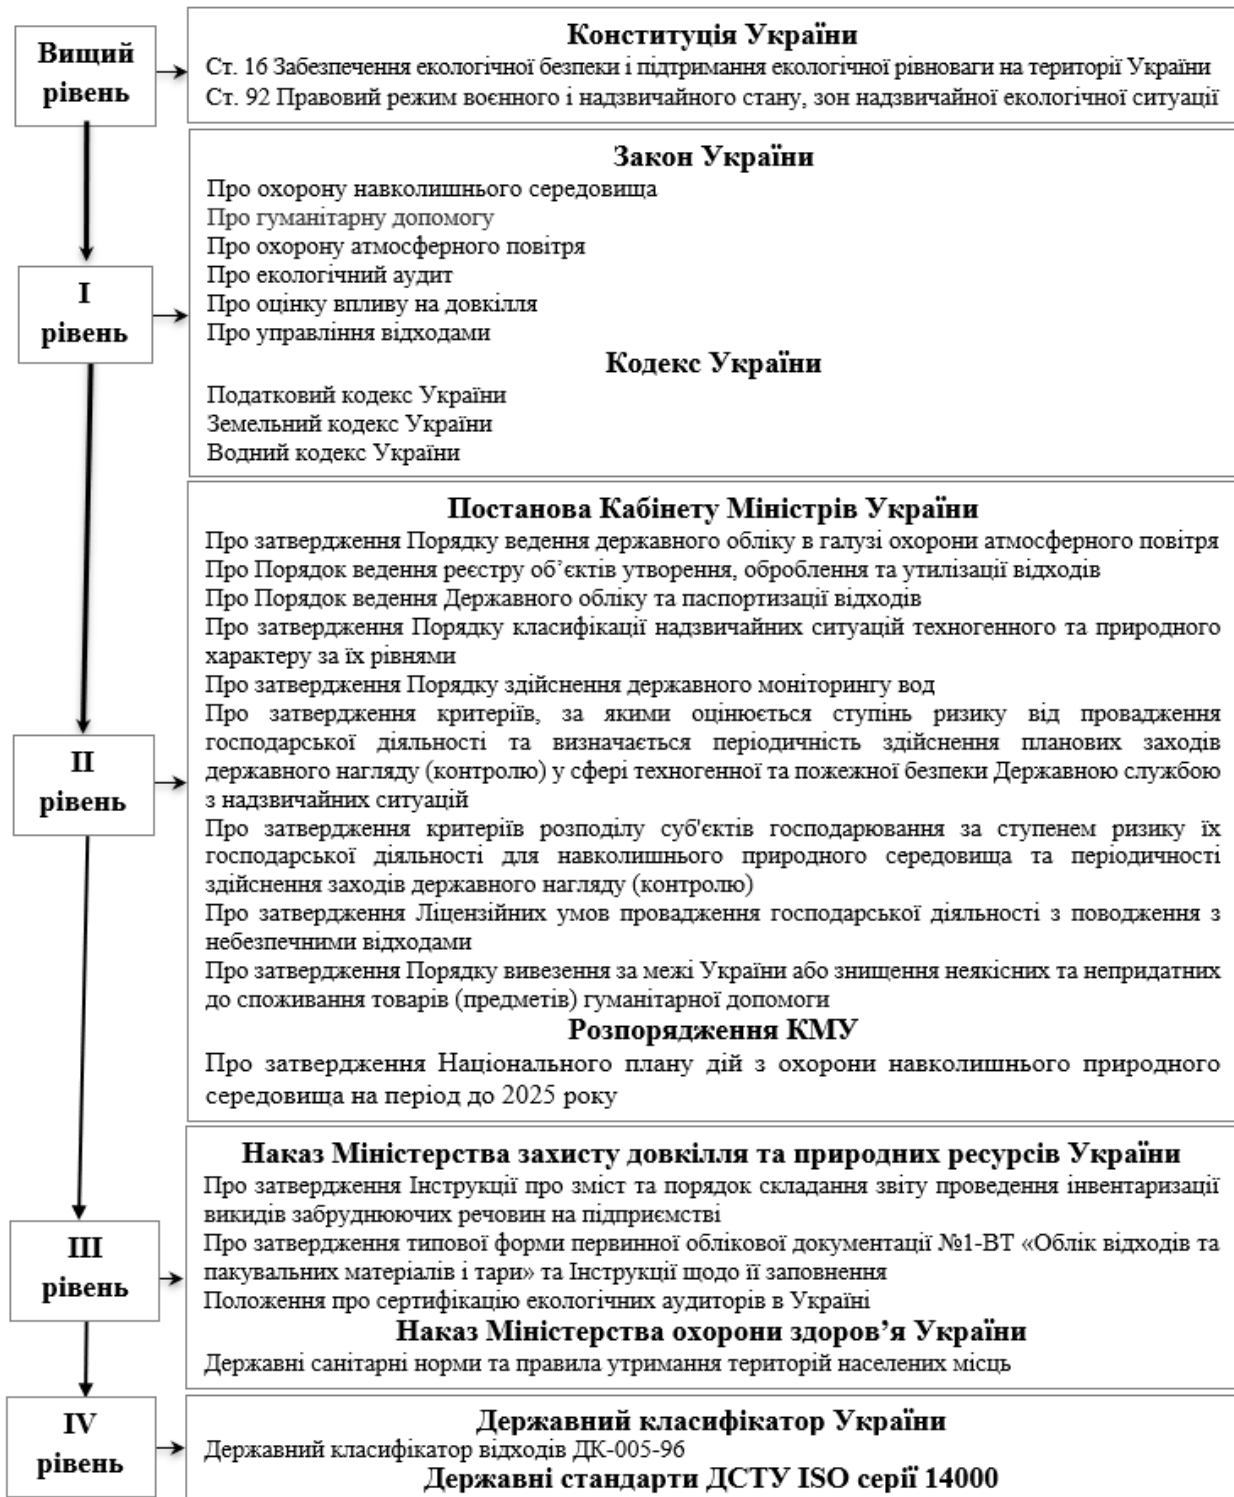 Вищий
рівень
Конституція України
Ст. 16 Забезпечення екологічної безпеки і підтримання екологічної рівноваги на території України
Ст. 92 Правовий режим воєнного і надзвичайного стану, зон надзвичайної екологічної ситуації
I
рівень
Закон України
Про охорону навколишнього середовища
Про гуманітарну допомогу
Про охорону атмосферного повітря
Про екологічний аудит
Про оцінку впливу на довкілля
Про управління відходами
Кодекс України
Податковий кодекс України
Земельний кодекс України
Водний кодекс України
II
рівень
Постанова Кабінету Міністрів України
Про затвердження Порядку ведення державного обліку в галузі охорони атмосферного повітря
Про Порядок ведення реєстру об’єктів утворення, оброблення та утилізації відходів
Про Порядок ведення Державного обліку та паспортизації відходів
Про затвердження Порядку класифікації надзвичайних ситуацій техногенного та природного
характеру за їх рівнями
Про затвердження Порядку здійснення державного моніторингу вод
Про затвердження критеріїв, за якими оцінюється ступінь ризику від провадження
господарської діяльності та визначається періодичність здійснення планових заходів
державного нагляду (контролю) у сфері техногенної та пожежної безпеки Державною службою
з надзвичайних ситуацій
Про затвердження критеріїв розподілу суб'єктів господарювання за ступенем ризику їх
господарської діяльності для навколишнього природного середовища та періодичності
здійснення заходів державного нагляду (контролю)
Про затвердження Ліцензійних умов провадження господарської діяльності з поводження з
небезпечними відходами
Про затвердження Порядку вивезення за межі України або знищення неякісних та непридатних
до споживання товарів (предметів) гуманітарної допомоги
Розпорядження КМУ
Про затвердження Національного плану дій з охорони навколишнього природного
середовища на період до 2025 року
III
рівень
Наказ Міністерства захисту довкілля та природних ресурсів України
Про затвердження Інструкції про зміст та порядок складання звіту проведення інвентаризації
викидів забруднюючих речовин на підприємстві
Про затвердження типової форми первинної облікової документації №1-ВТ «Облік відходів та
пакувальних матеріалів і тари» та Інструкції щодо її заповнення
Положення про сертифікацію екологічних аудиторів в Україні
Наказ Міністерства охорони здоров’я України
Державні санітарні норми та правила утримання територій населених місць
IV
рівень
Державний класифікатор України
Державний класифікатор відходів ДК-005-96
Державні стандарти ДСТУ ISO серії 14000